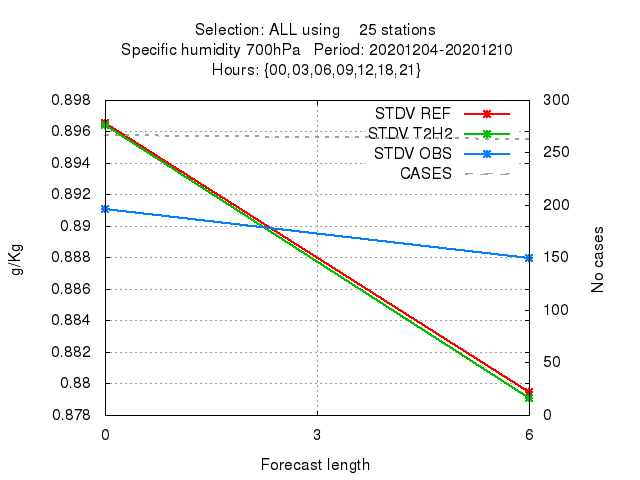 Selection: ALL using 25 stations
Specific humidity 700hPa Period: 20201204-20201210
Hours: {00,03,06,09,12,18,21}
0.898
0.896
0.894
0.892
0.89
0.888
0.886
0.884
0.882
0.88
0.878
g/Kg
STDV REF
STDV T2H2
STDV OBS
CASES
300
250
200
150
100
50
0
No cases
0 3 6
Forecast length